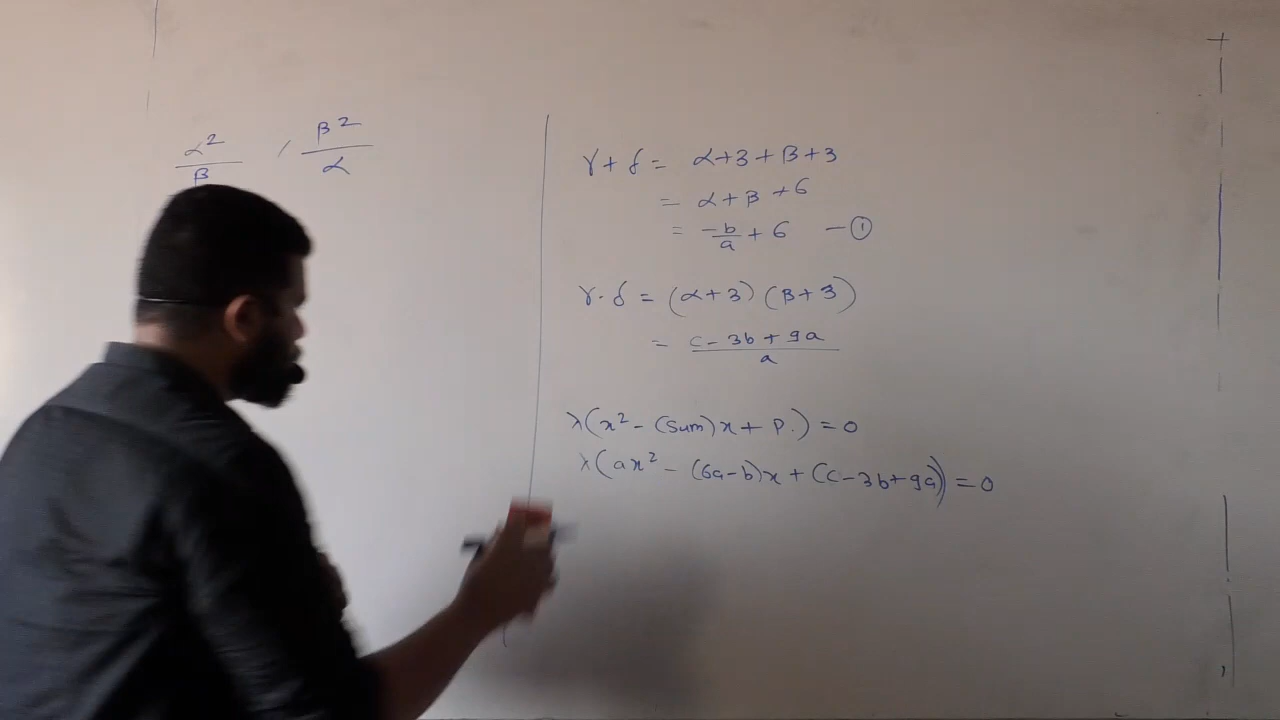 α²/β , β²/α
γ + δ = α+3+β+3
= α+β+6
= -b/a + 6 - ①
γ·δ = (α+3)(β+3)
= c-3b+9a/a
λ(x² - (Sum)x + P.) = 0
λ(ax² - (6a-b)x + (c-3b+9a)) = 0